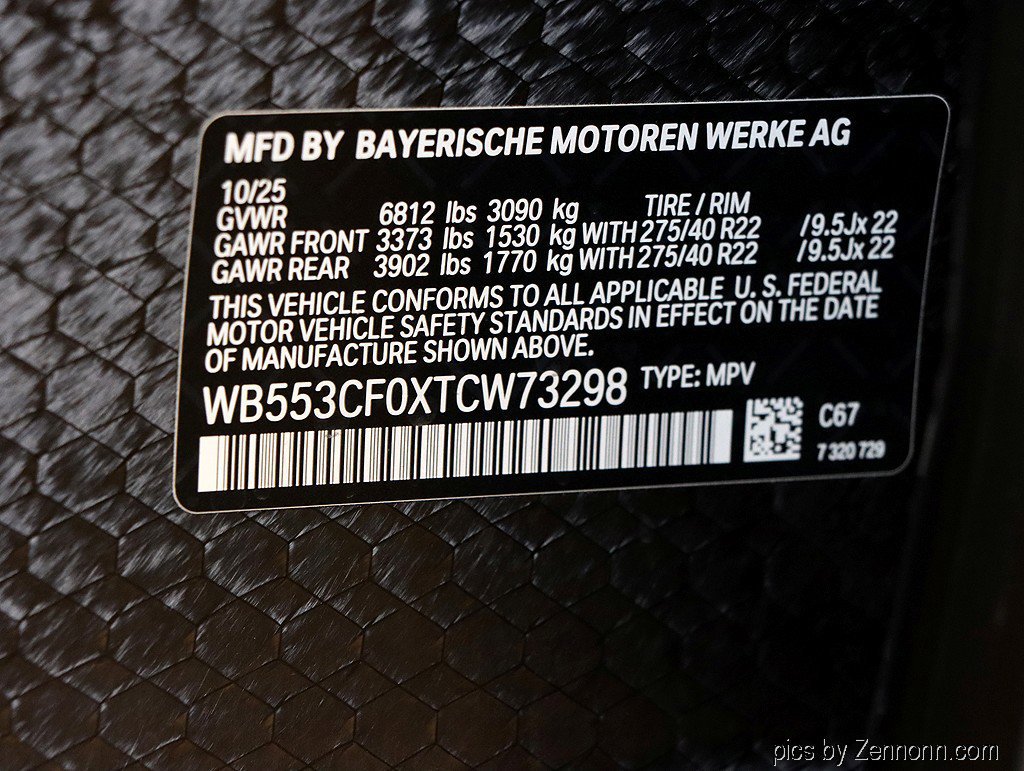 MFD BY BAYERISCHE MOTOREN WERKE AG
10/25
GVWR 6812 lbs 3090 kg TIRE / RIM
GAWR FRONT 3373 lbs 1530 kg WITH 275/40 R22 /9.5Jx 22
GAWR REAR 3902 lbs 1770 kg WITH 275/40 R22 /9.5Jx 22
THIS VEHICLE CONFORMS TO ALL APPLICABLE U. S. FEDERAL
MOTOR VEHICLE SAFETY STANDARDS IN EFFECT ON THE DATE
OF MANUFACTURE SHOWN ABOVE.
WB553CF0XTCW73298 TYPE: MPV
C67
7 320 729
pics by Zennonn.com